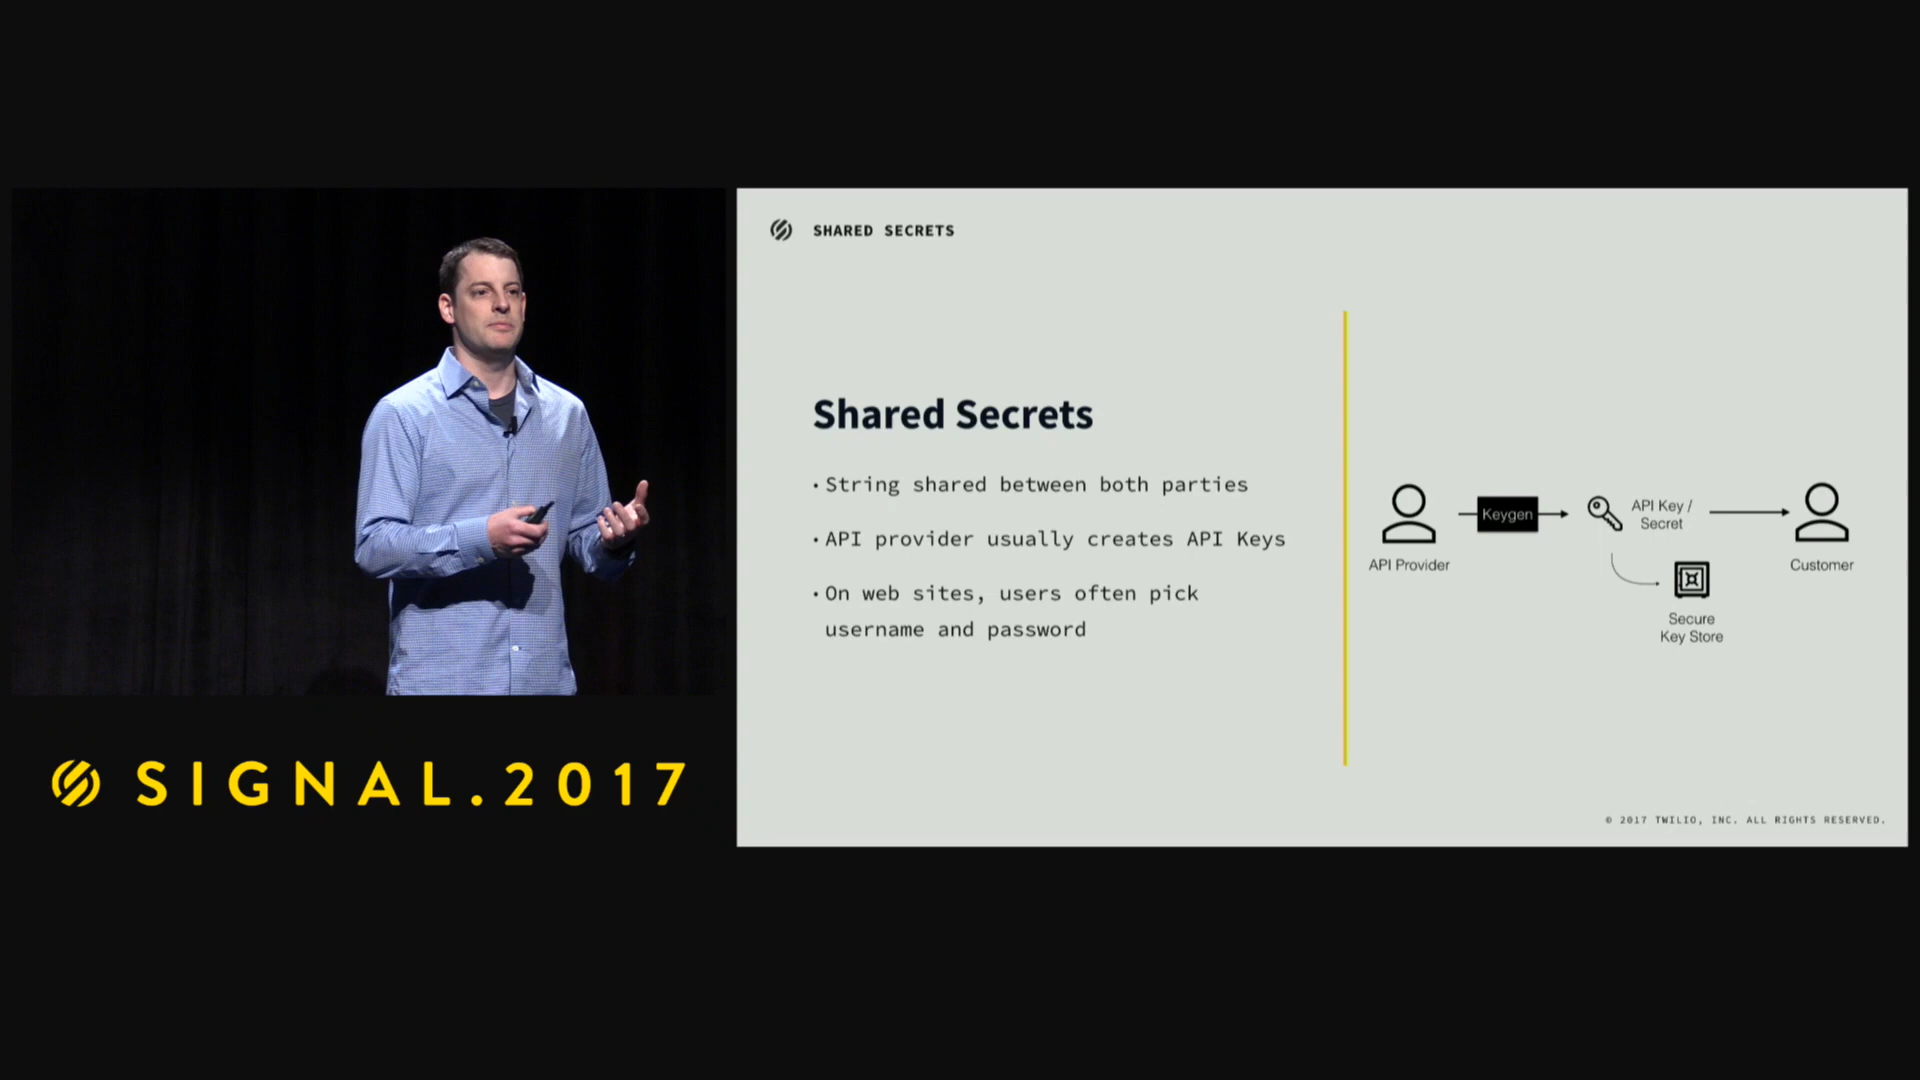 SHARED SECRETS
Shared Secrets
· String shared between both parties
· API provider usually creates API Keys
· On web sites, users often pick
username and password
Keygen
API Key /
Secret
API Provider
Customer
Secure
Key Store
© 2017 TWILIO, INC. ALL RIGHTS RESERVED.
SIGNAL.2017